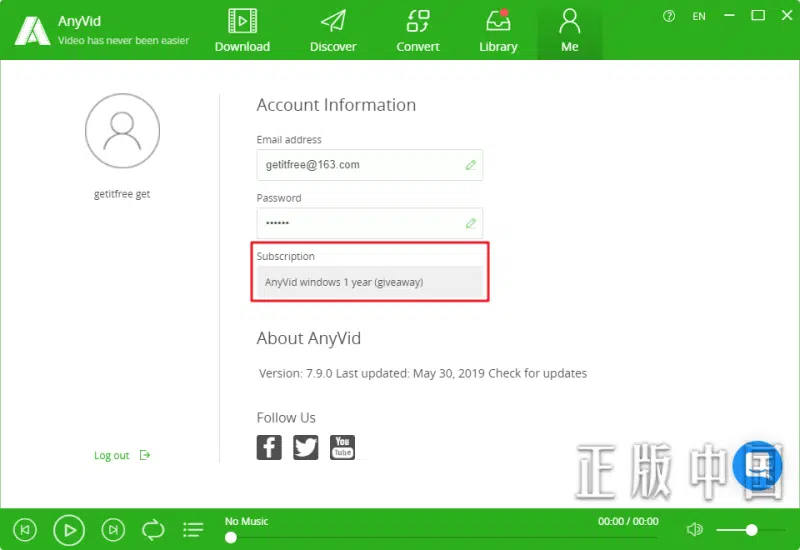 AnyVid
Video has never been easier
Download
Discover
Convert
Library
Me
EN
Account Information
Email address
getitfree@163.com
getitfree get
Password
••••••
Subscription
AnyVid windows 1 year (giveaway)
About AnyVid
Version: 7.9.0 Last updated: May 30, 2019 Check for updates
Follow Us
You
Tube
Log out
正版中国
No Music
00:00 / 00:00